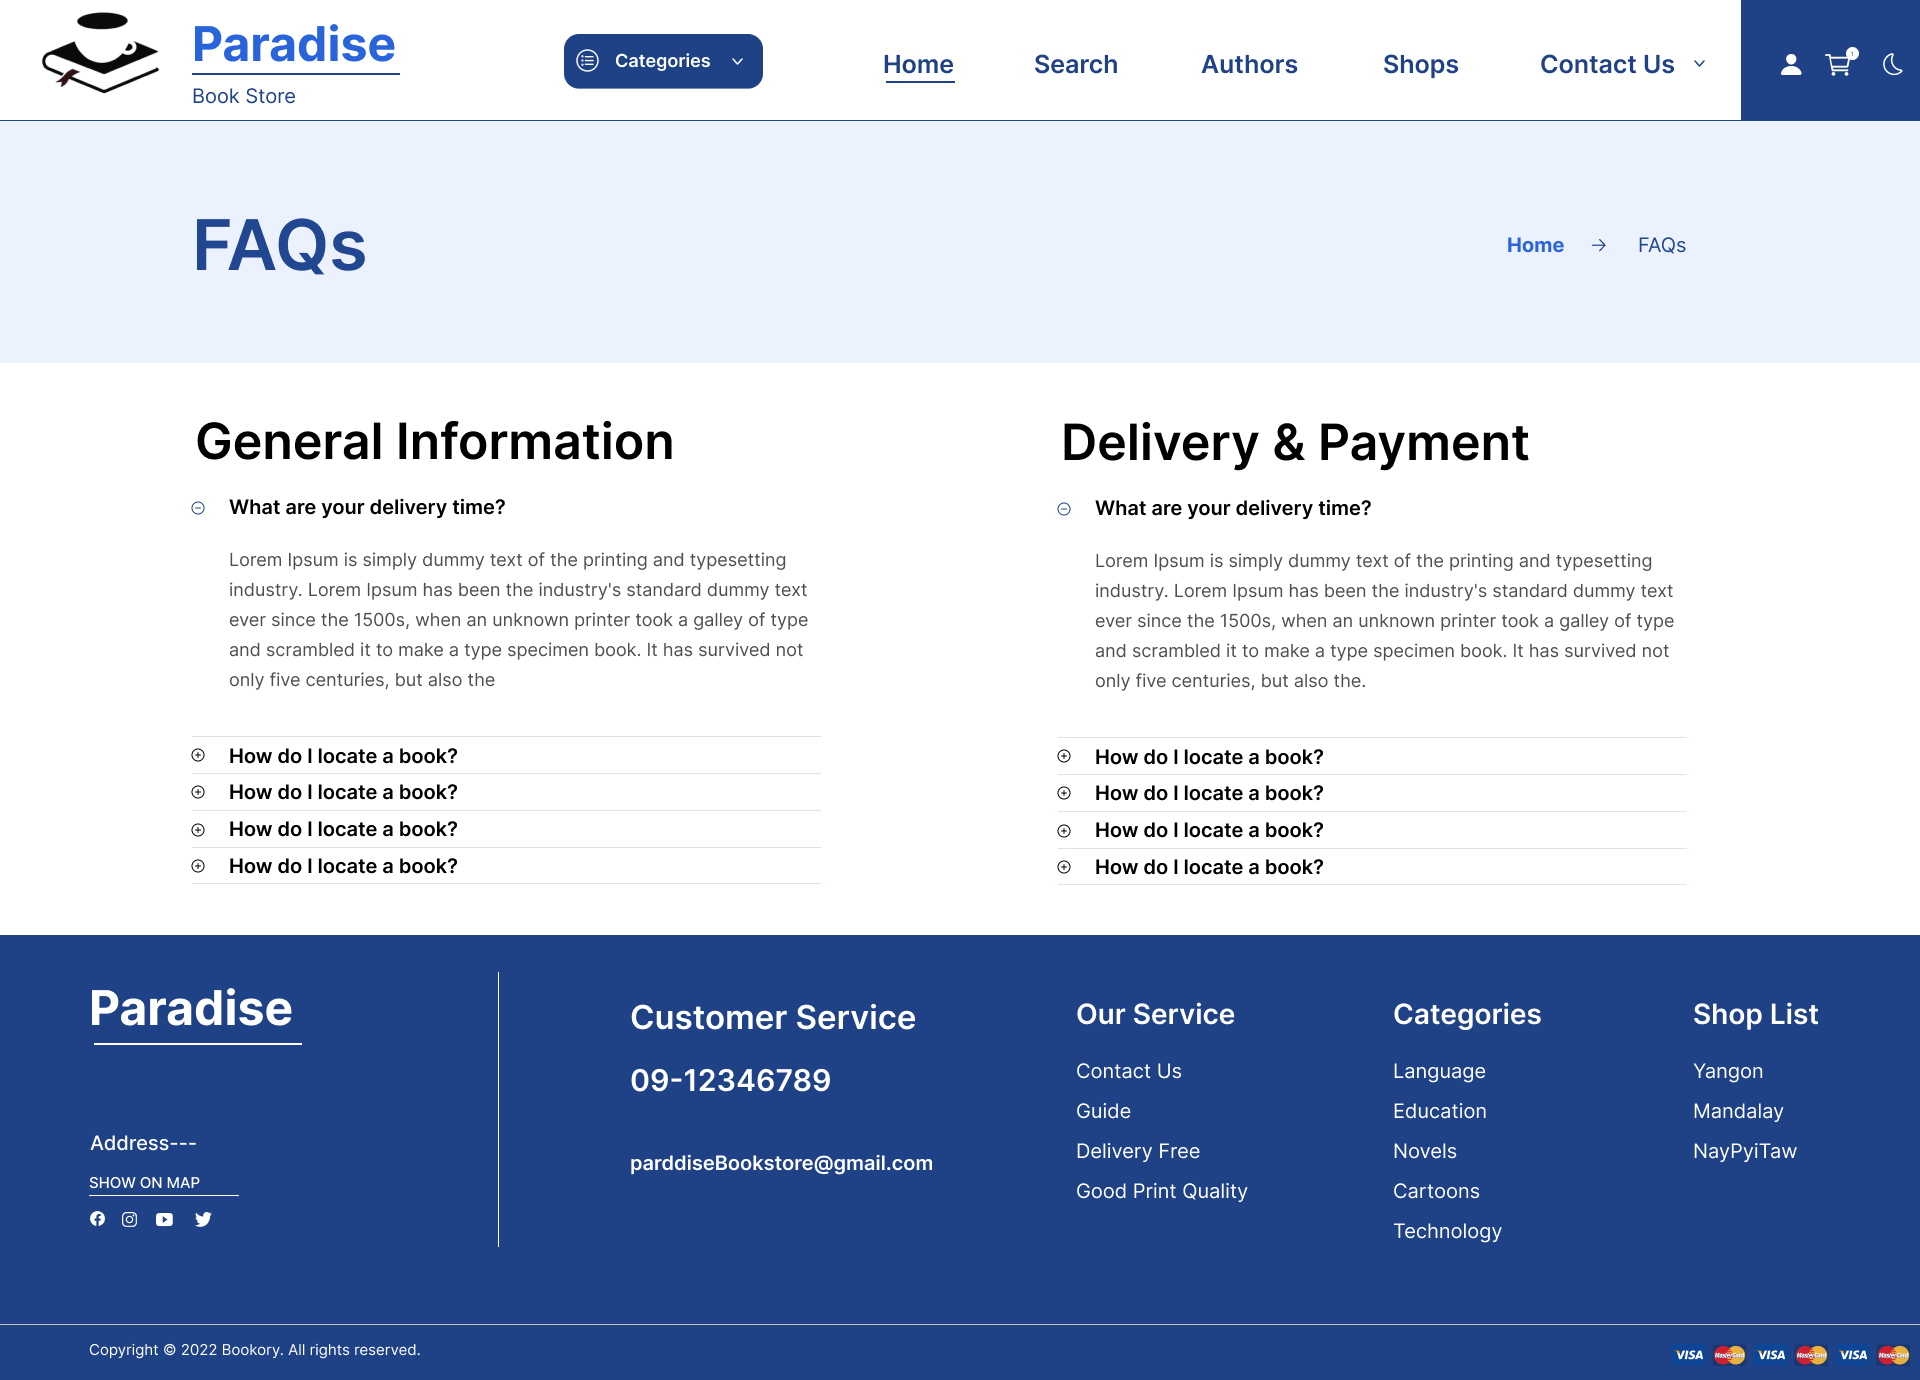 Paradise
Book Store
Categories
Home
Search
Authors
Shops
Contact Us
1
FAQs
Home → FAQs
General Information
What are your delivery time?
Lorem Ipsum is simply dummy text of the printing and typesetting
industry. Lorem Ipsum has been the industry's standard dummy text
ever since the 1500s, when an unknown printer took a galley of type
and scrambled it to make a type specimen book. It has survived not
only five centuries, but also the
How do I locate a book?
How do I locate a book?
How do I locate a book?
How do I locate a book?
Delivery & Payment
What are your delivery time?
Lorem Ipsum is simply dummy text of the printing and typesetting
industry. Lorem Ipsum has been the industry's standard dummy text
ever since the 1500s, when an unknown printer took a galley of type
and scrambled it to make a type specimen book. It has survived not
only five centuries, but also the.
How do I locate a book?
How do I locate a book?
How do I locate a book?
How do I locate a book?
Paradise
Address---
SHOW ON MAP
Customer Service
09-12346789
parddiseBookstore@gmail.com
Our Service
Contact Us
Guide
Delivery Free
Good Print Quality
Categories
Language
Education
Novels
Cartoons
Technology
Shop List
Yangon
Mandalay
NayPyiTaw
Copyright © 2022 Bookory. All rights reserved.
VISA MasterCard VISA MasterCard VISA MasterCard